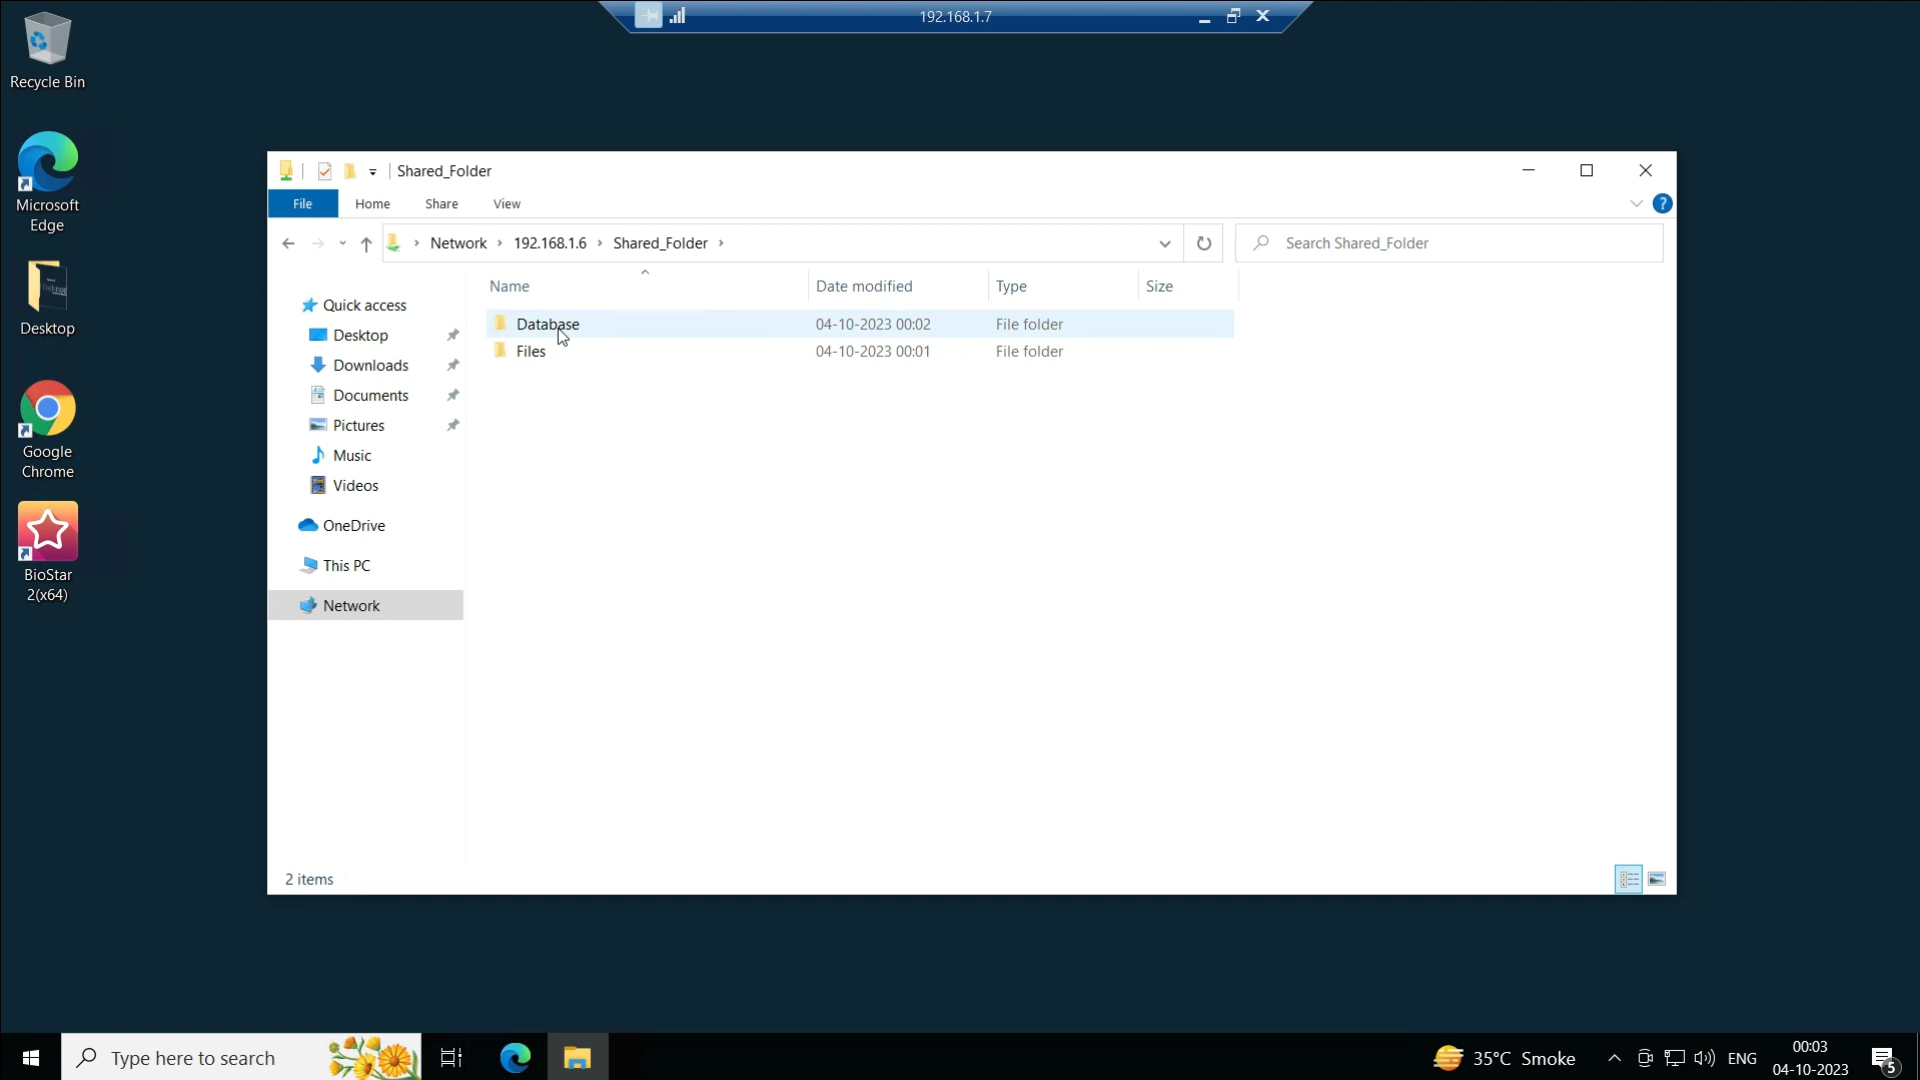 192.168.1.7
Recycle Bin
Microsoft
Edge
Desktop
Google
Chrome
BioStar
2(x64)
Shared_Folder
File Home Share View
Network 192.168.1.6 Shared_Folder
Search Shared_Folder
Name Date modified Type Size
Database 04-10-2023 00:02 File folder
Files 04-10-2023 00:01 File folder
Quick access
Desktop
Downloads
Documents
Pictures
Music
Videos
OneDrive
This PC
Network
2 items
Type here to search
35°C Smoke
ENG
00:03
04-10-2023
5